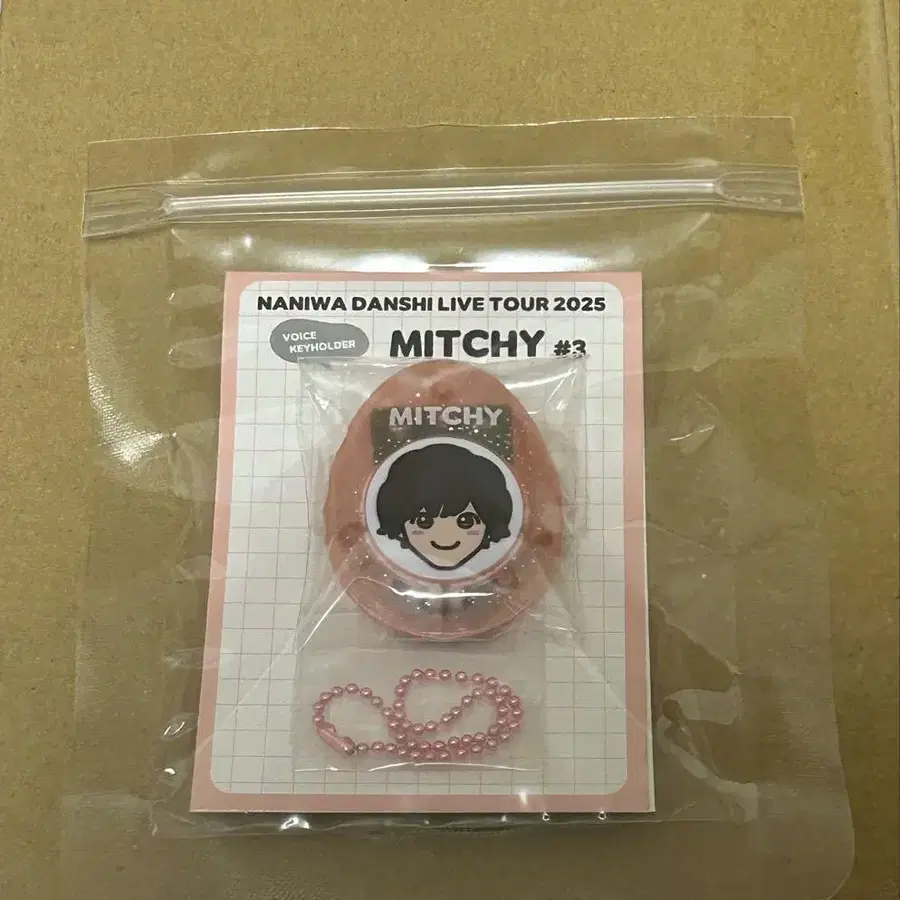 NANIWA DANSHI LIVE TOUR 2025
VOICE
KEYHOLDER
MITCHY #3
MITCHY